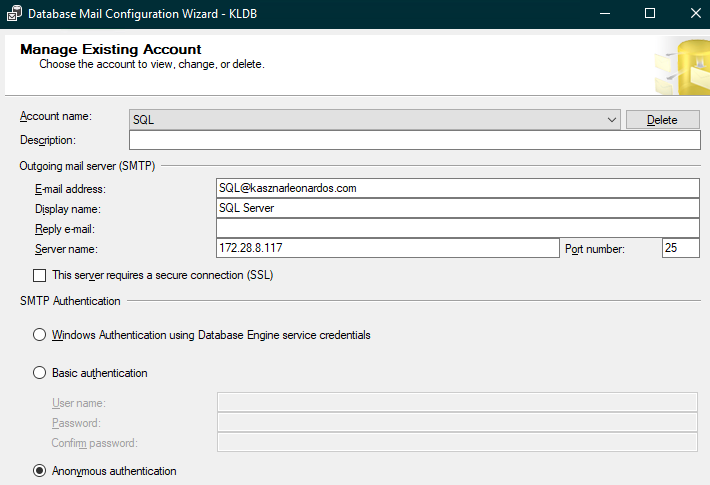 Database Mail Configuration Wizard - KLDB
Manage Existing Account
Choose the account to view, change, or delete.
Account name: SQL Delete
Description:
Outgoing mail server (SMTP)
E-mail address: SQL@kasznarleonardos.com
Display name: SQL Server
Reply e-mail:
Server name: 172.28.8.117 Port number: 25
This server requires a secure connection (SSL)
SMTP Authentication
Windows Authentication using Database Engine service credentials
Basic authentication
User name:
Password:
Confirm password:
Anonymous authentication